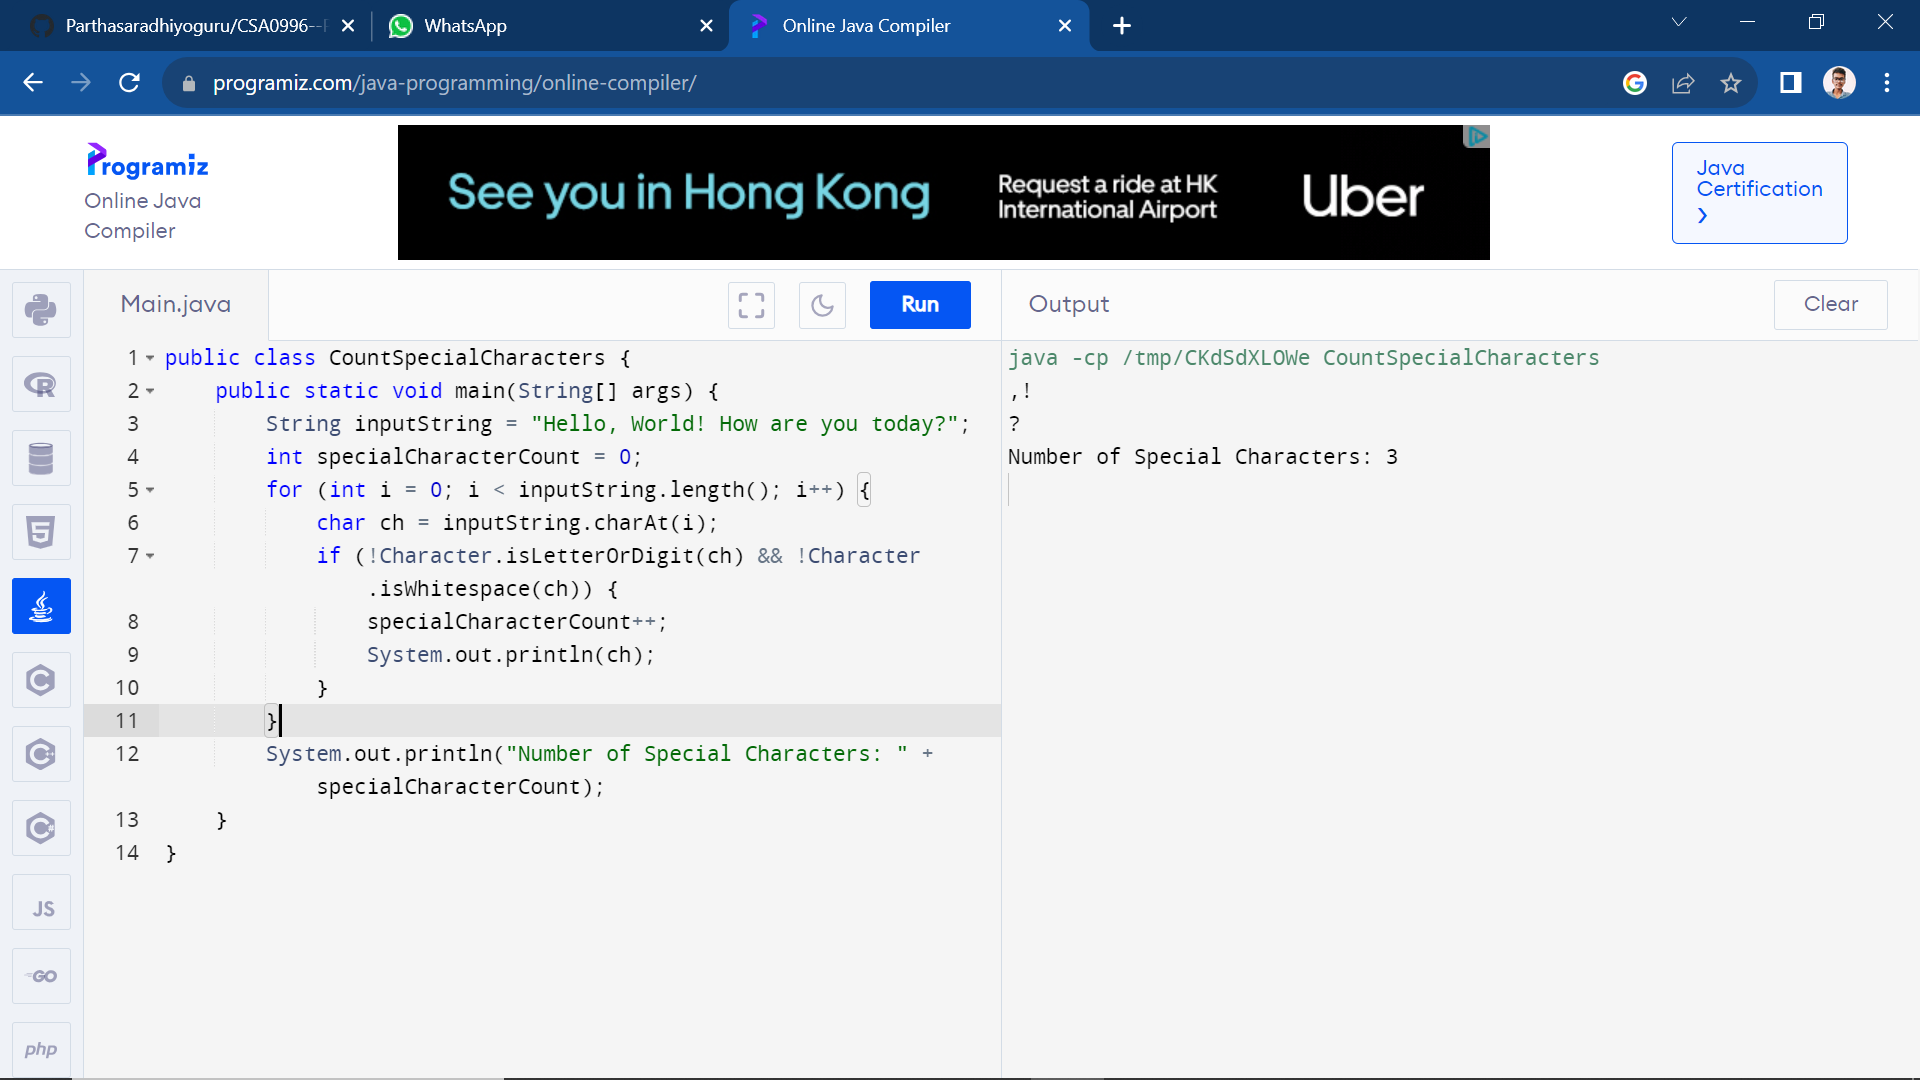 Parthasaradhiyoguru/CSA0996--
WhatsApp
Online Java Compiler
programiz.com/java-programming/online-compiler/
Programiz
Online Java
Compiler
See you in Hong Kong
Request a ride at HK
International Airport
Uber
Java
Certification
Main.java
Run
Output
Clear
1 public class CountSpecialCharacters {
2     public static void main(String[] args) {
3         String inputString = "Hello, World! How are you today?";
4         int specialCharacterCount = 0;
5         for (int i = 0; i < inputString.length(); i++) {
6             char ch = inputString.charAt(i);
7             if (!Character.isLetterOrDigit(ch) && !Character
                .isWhitespace(ch)) {
8                 specialCharacterCount++;
9                 System.out.println(ch);
10             }
11         }
12         System.out.println("Number of Special Characters: " +
            specialCharacterCount);
13     }
14 }
java -cp /tmp/CKdSdXLOWe CountSpecialCharacters
,!
?
Number of Special Characters: 3
R
5
C
C++
C#
JS
GO
php